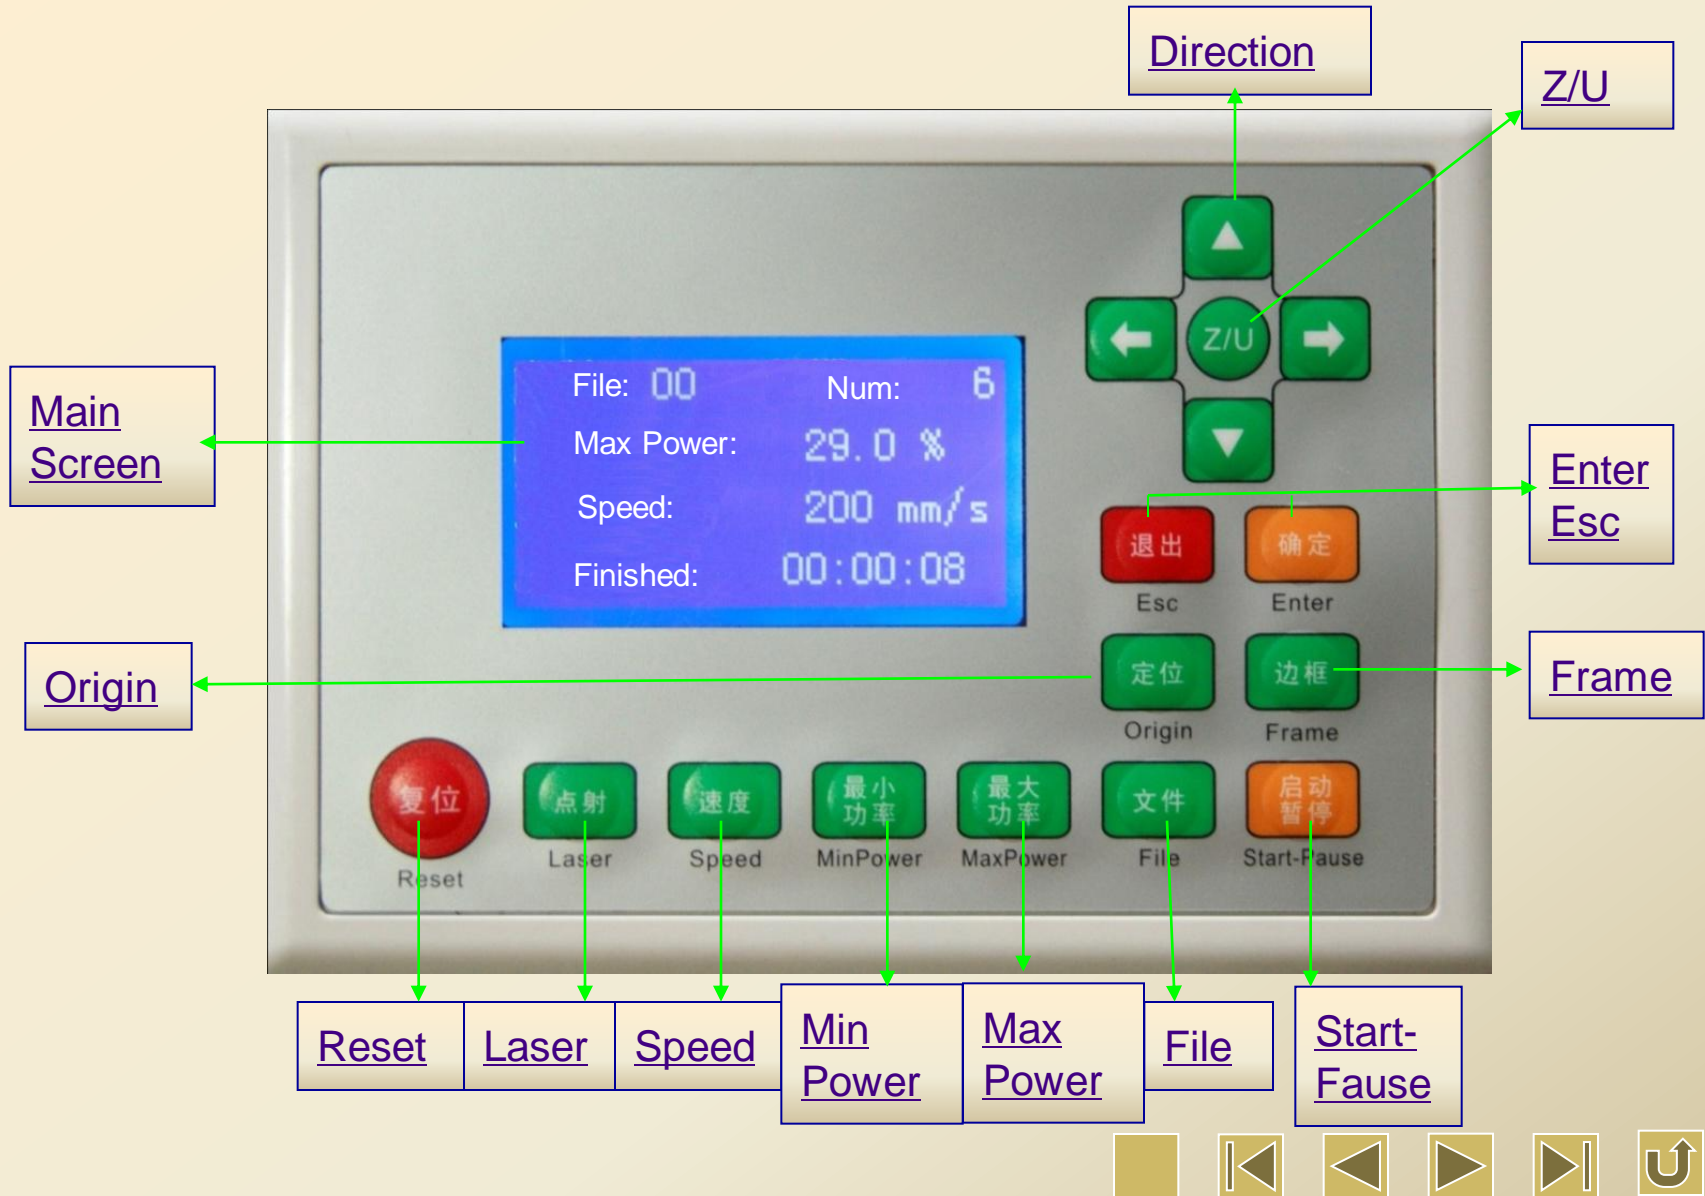 Direction
Z/U
Z/U
File: 00 Num: 6
Max Power: 29.0 %
Speed: 200 mm/s
Finished: 00:00:08
Main
Screen
Enter
Esc
退出 确定
Esc Enter
定位 边框
Origin Frame
Origin
Frame
复位 点射 速度 最小 最大 文件 启动
功率 功率 暂停
Reset Laser Speed MinPower MaxPower File Start-Pause
Reset Laser Speed Min Max File Start-
Power Power Fause